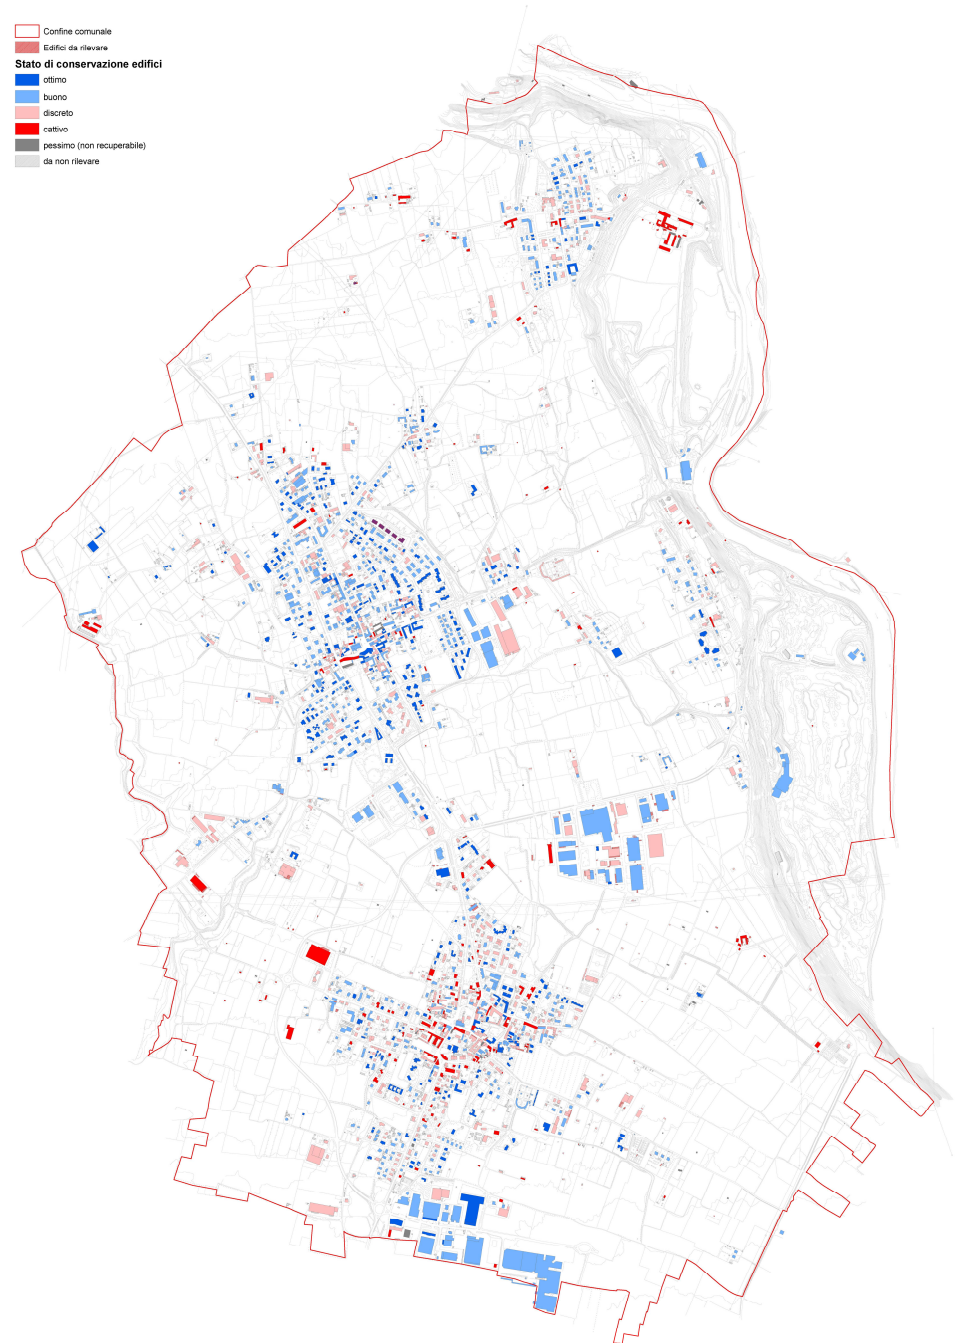 Confine comunale
Edifici da rilevare
Stato di conservazione edifici
ottimo
buono
discreto
cattivo
pessimo (non recuperabile)
da non rilevare